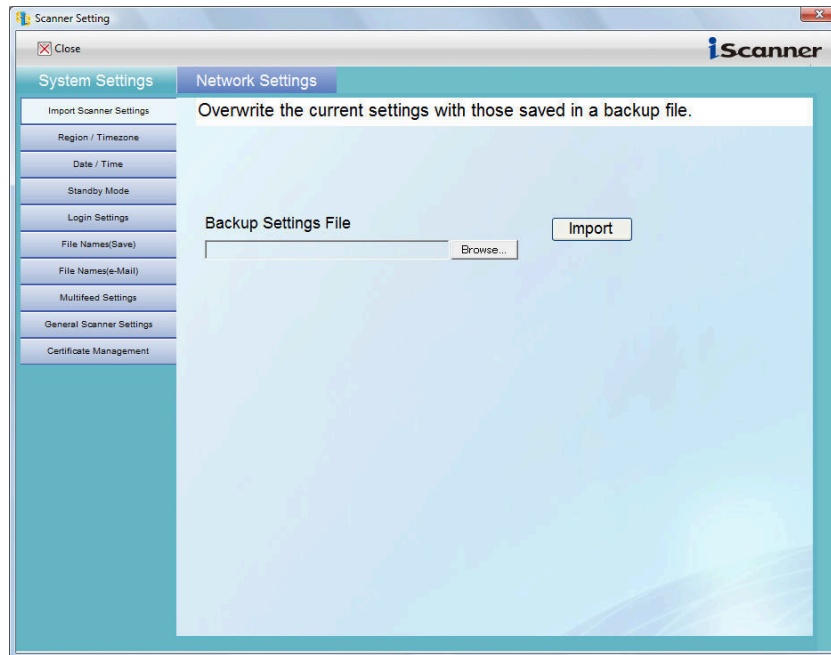 Scanner Setting
Close
iScanner
System Settings
Network Settings
Import Scanner Settings
Region / Timezone
Date / Time
Standby Mode
Login Settings
File Names(Save)
File Names(e-Mail)
Multifeed Settings
General Scanner Settings
Certificate Management
Overwrite the current settings with those saved in a backup file.
Backup Settings File
Browse...
Import